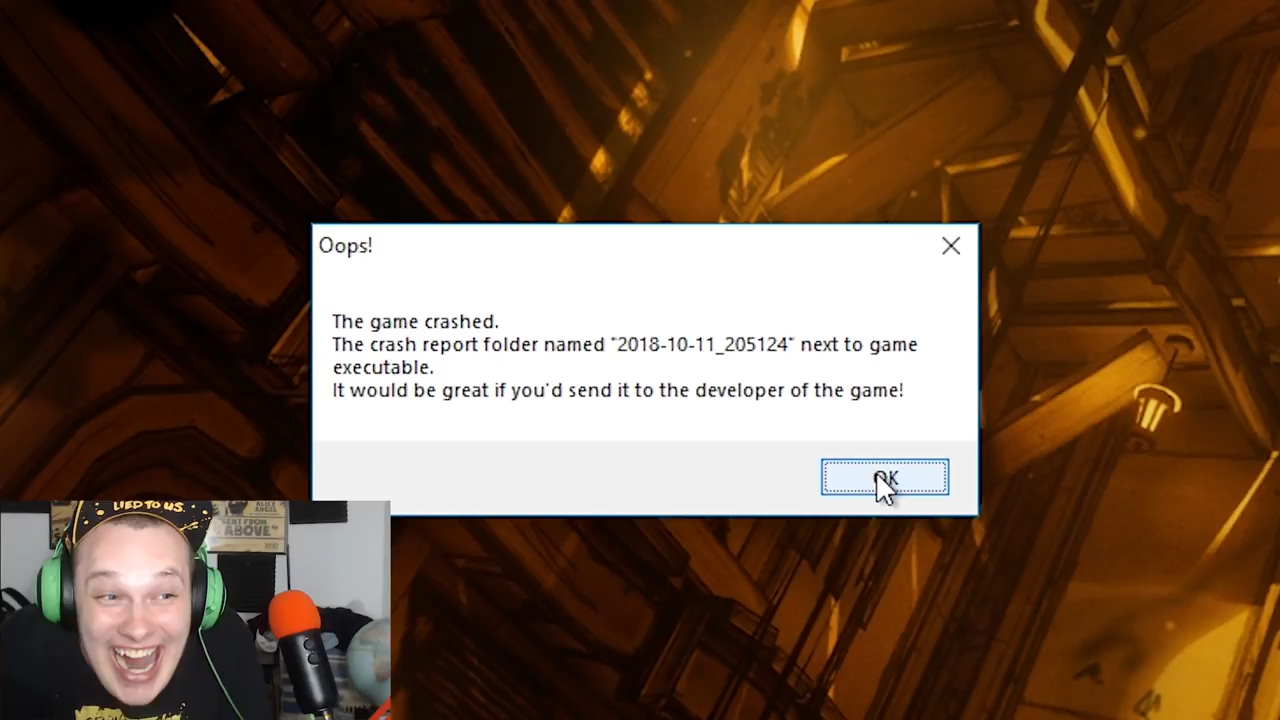 Oops!
The game crashed.
The crash report folder named "2018-10-11_205124" next to game
executable.
It would be great if you'd send it to the developer of the game!
OK
LIED TO US.
ALICE
ANGEL
SENT FROM
ABOVE